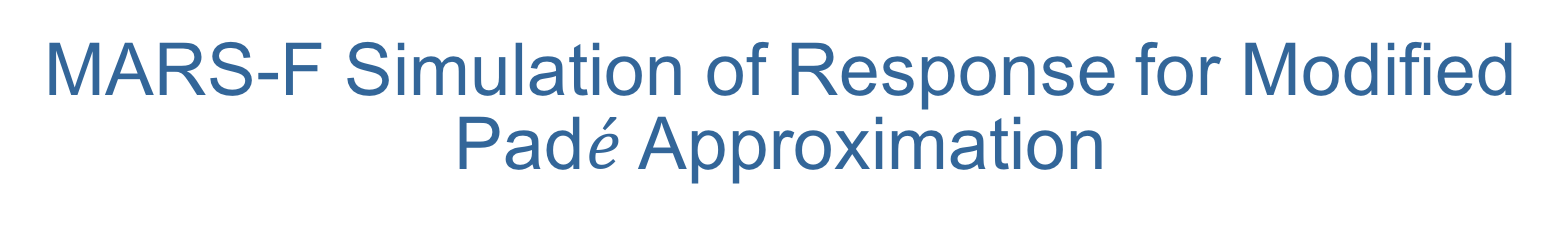 MARS-F Simulation of Response for Modified
Padé Approximation